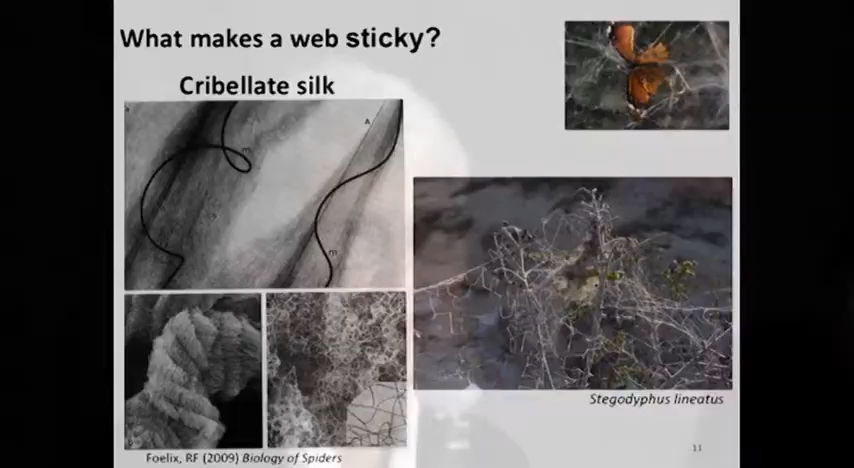 What makes a web sticky?
Cribellate silk
A
m
m
Stegodyphus lineatus
11
Foelix, RF (2009) Biology of Spiders